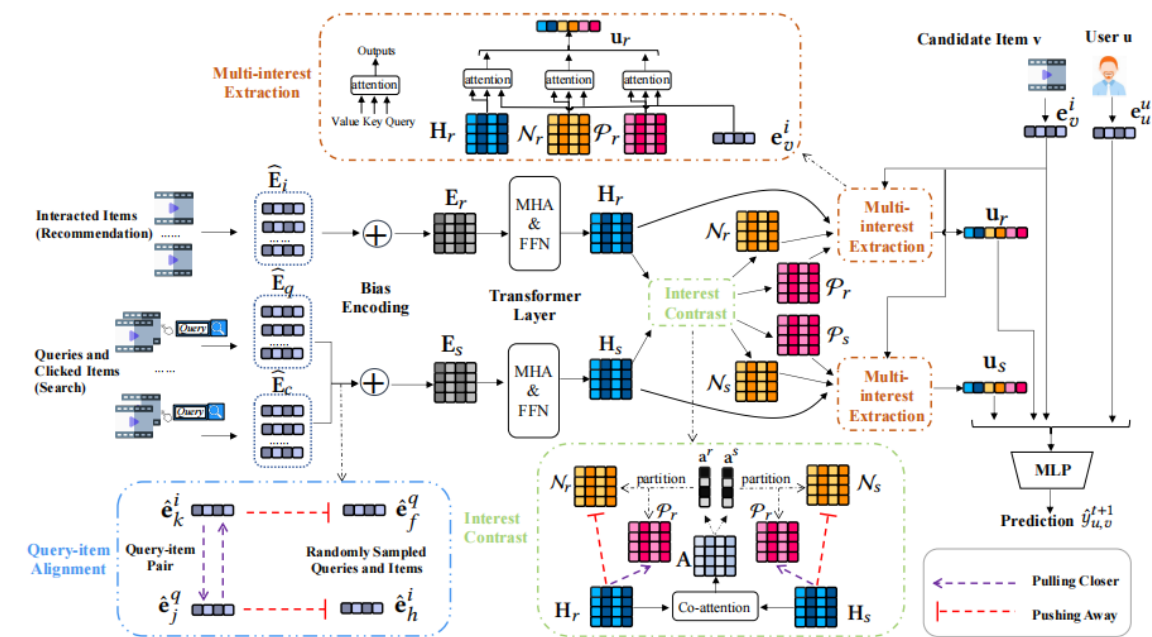 Outputs
attention
Value Key Query
Multi-interest
Extraction
u_r
attention
attention
attention
H_r
𝒩_r
𝒫_r
e_v^i
Candidate Item v
User u
e_v^i
e_u^u
Interacted Items
(Recommendation)
......
Ê_i
......
E_r
MHA
&
FFN
H_r
𝒩_r
𝒫_r
Multi-
interest
Extraction
u_r
Bias
Encoding
Transformer
Layer
Interest
Contrast
Query
Queries and
Clicked Items
(Search)
......
Query
Ê_q
......
Ê_c
......
E_s
MHA
&
FFN
H_s
𝒫_s
𝒩_s
Multi-
interest
Extraction
u_s
MLP
Prediction ŷ_{u,v}^{t+1}
Query-item
Alignment
ê_k^i
ê_f^q
Query-item
Pair
Randomly Sampled
Queries and Items
ê_j^q
ê_h^i
Interest
Contrast
a^r a^s
𝒩_r
partition
partition
𝒩_s
𝒫_r
𝒫_r
A
H_r
Co-attention
H_s
Pulling Closer
Pushing Away